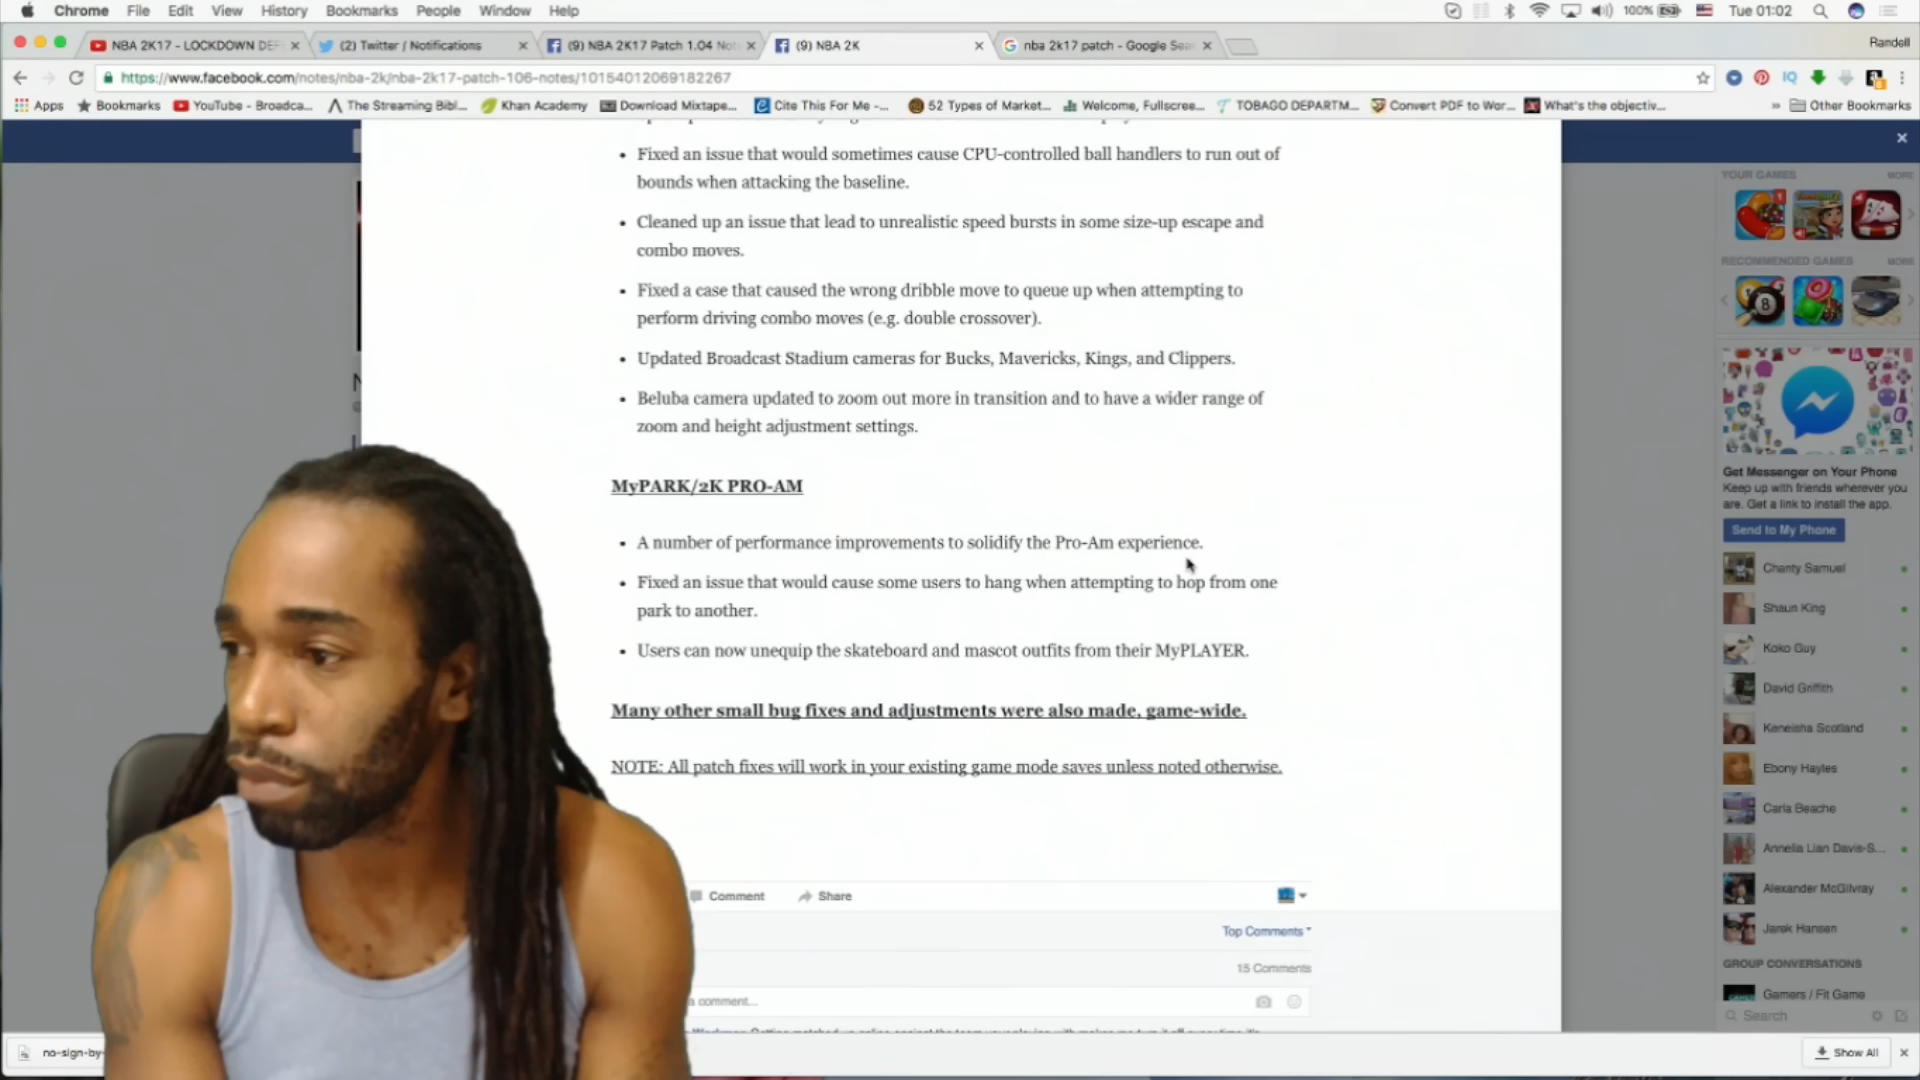 Chrome File Edit View History Bookmarks People Window Help 100% Tue 01:02
NBA 2K17 - LOCKDOWN DEF (2) Twitter / Notifications (9) NBA 2K17 Patch 1.04 Not (9) NBA 2K nba 2k17 patch - Google Sea Randell
https://www.facebook.com/notes/nba-2k/nba-2k17-patch-106-notes/10154012069182267
Apps Bookmarks YouTube - Broadca... The Streaming Bibl... Khan Academy Download Mixtape... Cite This For Me -... 52 Types of Market... Welcome, Fullscree... TOBAGO DEPARTM... Convert PDF to Wor... What's the objectiv... » Other Bookmarks
• Fixed an issue that would sometimes cause CPU-controlled ball handlers to run out of
bounds when attacking the baseline.
• Cleaned up an issue that lead to unrealistic speed bursts in some size-up escape and
combo moves.
• Fixed a case that caused the wrong dribble move to queue up when attempting to
perform driving combo moves (e.g. double crossover).
• Updated Broadcast Stadium cameras for Bucks, Mavericks, Kings, and Clippers.
• Beluba camera updated to zoom out more in transition and to have a wider range of
zoom and height adjustment settings.
MyPARK/2K PRO-AM
• A number of performance improvements to solidify the Pro-Am experience.
• Fixed an issue that would cause some users to hang when attempting to hop from one
park to another.
• Users can now unequip the skateboard and mascot outfits from their MyPLAYER.
Many other small bug fixes and adjustments were also made, game-wide.
NOTE: All patch fixes will work in your existing game mode saves unless noted otherwise.
Comment Share
Top Comments
15 Comments
a comment...
YOUR GAMES MORE
RECOMMENDED GAMES MORE
Get Messenger on Your Phone
Keep up with friends wherever you
are. Get a link to install the app.
Send to My Phone
Chanty Samuel
Shaun King
Koko Guy
David Griffith
Keneisha Scotland
Ebony Hayles
Carla Beache
Annelia Lian Davis-S...
Alexander McGilvray
Jarek Hansen
GROUP CONVERSATIONS
Gamers / Fit Game
Search
no-sign-by- Show All